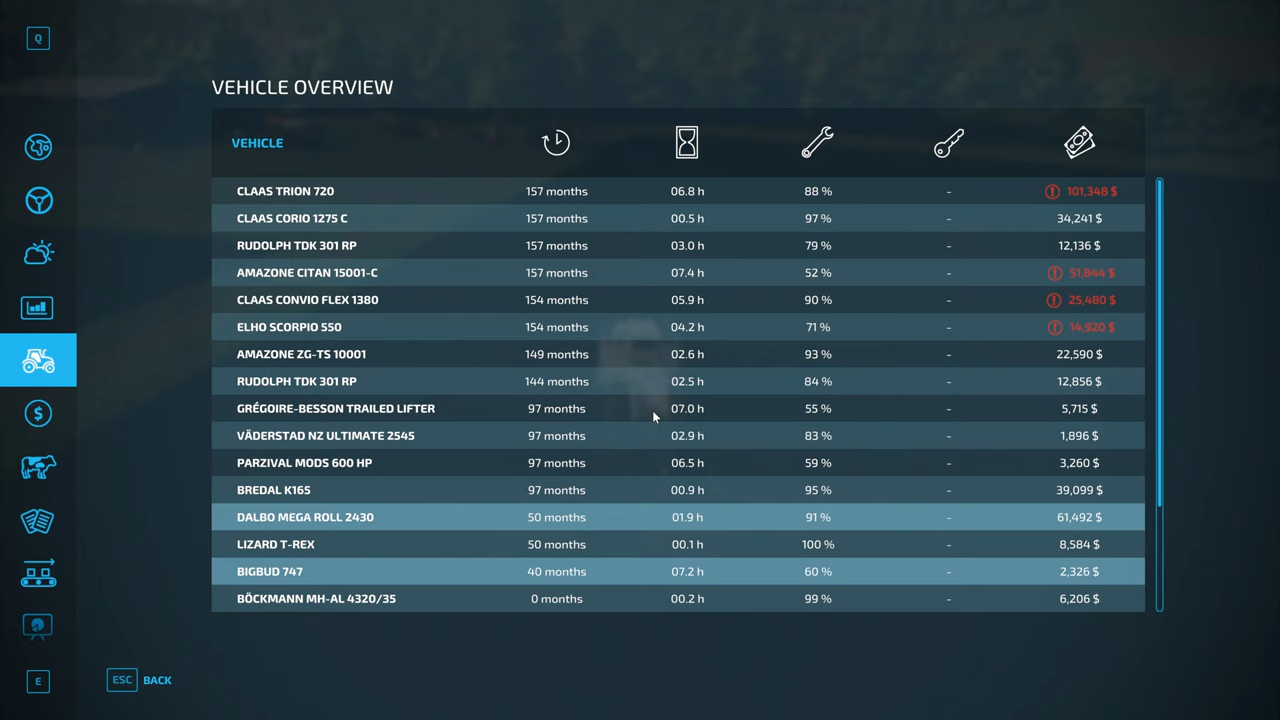 Q
VEHICLE OVERVIEW
VEHICLE
CLAAS TRION 720 157 months 06.8 h 88 % - 101,348 $
CLAAS CORIO 1275 C 157 months 00.5 h 97 % - 34,241 $
RUDOLPH TDK 301 RP 157 months 03.0 h 79 % - 12,136 $
AMAZONE CITAN 15001-C 157 months 07.4 h 52 % - 51,844 $
CLAAS CONVIO FLEX 1380 154 months 05.9 h 90 % - 25,480 $
ELHO SCORPIO 550 154 months 04.2 h 71 % - 14,920 $
AMAZONE ZG-TS 10001 149 months 02.6 h 93 % - 22,590 $
RUDOLPH TDK 301 RP 144 months 02.5 h 84 % - 12,856 $
GRÉGOIRE-BESSON TRAILED LIFTER 97 months 07.0 h 55 % - 5,715 $
VÄDERSTAD NZ ULTIMATE 2545 97 months 02.9 h 83 % - 1,896 $
PARZIVAL MODS 600 HP 97 months 06.5 h 59 % - 3,260 $
BREDAL K165 97 months 00.9 h 95 % - 39,099 $
DALBO MEGA ROLL 2430 50 months 01.9 h 91 % - 61,492 $
LIZARD T-REX 50 months 00.1 h 100 % - 8,584 $
BIGBUD 747 40 months 07.2 h 60 % - 2,326 $
BÖCKMANN MH-AL 4320/35 0 months 00.2 h 99 % - 6,206 $
E
ESC BACK